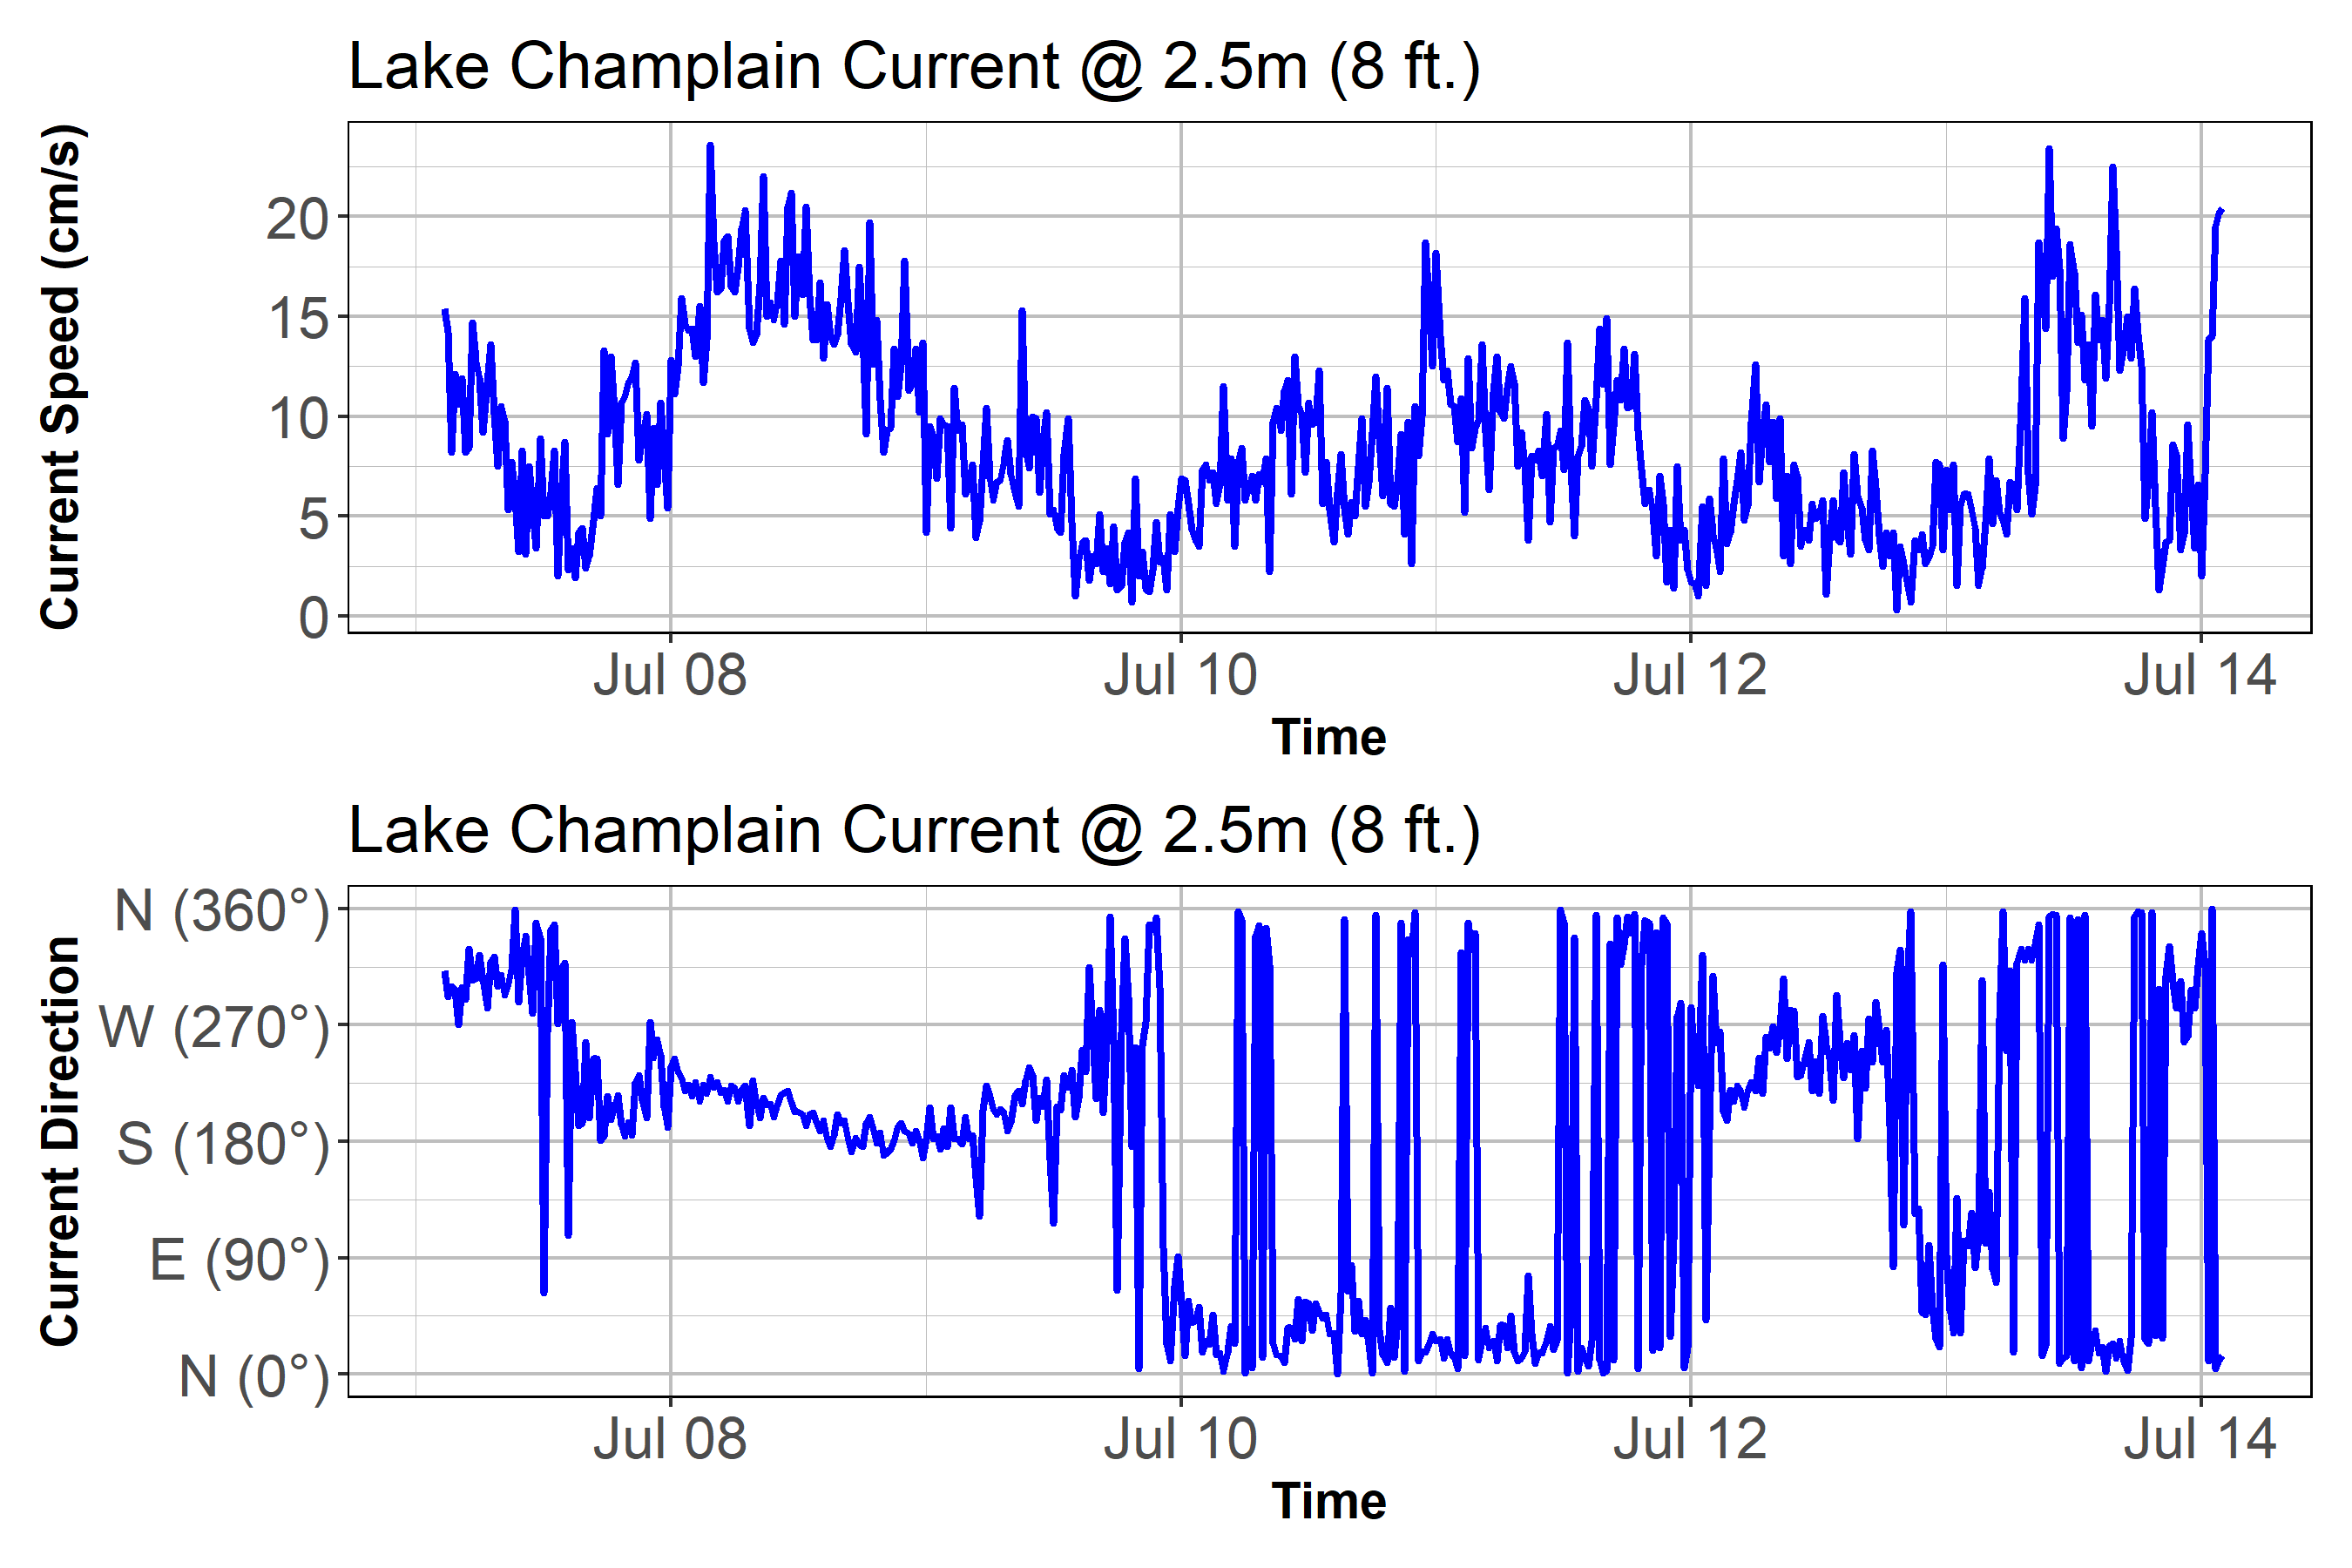 Lake Champlain Current @ 2.5m (8 ft.)
Current Speed (cm/s)
20
15
10
5
0
Jul 08 Jul 10 Jul 12 Jul 14
Time
Lake Champlain Current @ 2.5m (8 ft.)
Current Direction
N (360°)
W (270°)
S (180°)
E (90°)
N (0°)
Jul 08 Jul 10 Jul 12 Jul 14
Time